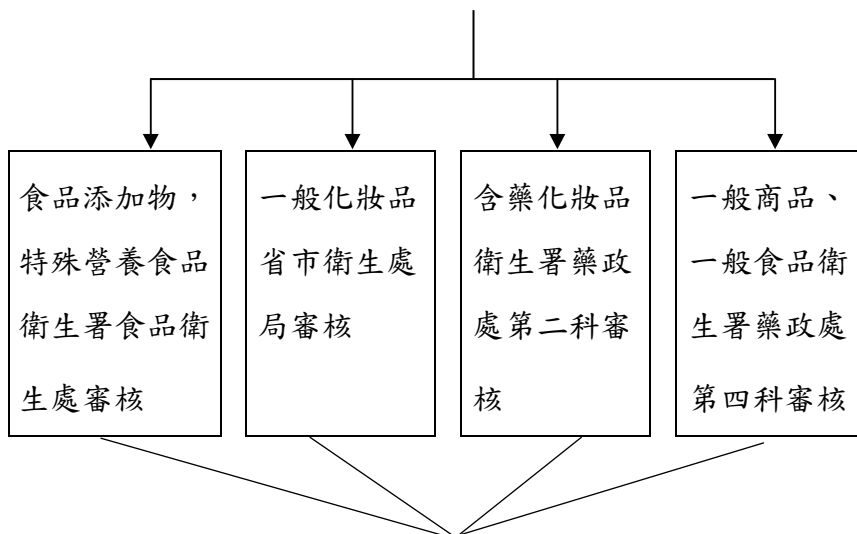 食品添加物，
特殊營養食品
衛生署食品衛
生處審核
一般化妝品
省市衛生處
局審核
含藥化妝品
衛生署藥政
處第二科審
核
一般商品、
一般食品衛
生署藥政處
第四科審核